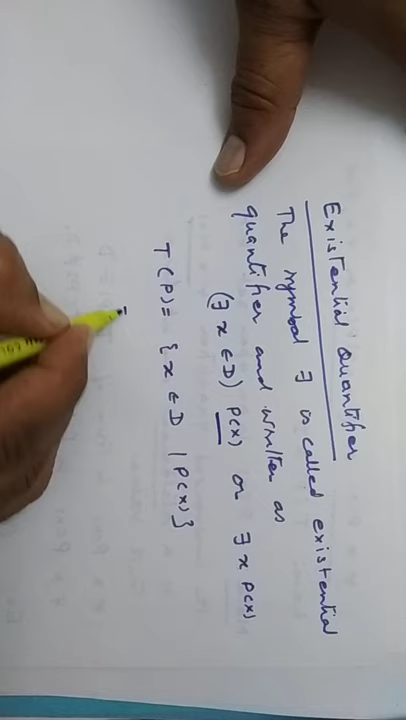 Existential Quantifier
The symbol ∃ is called existential
quantifier and written as
(∃ x ∈ D) P(x) or ∃ x P(x)
T(P) = { x ∈ D | P(x) }